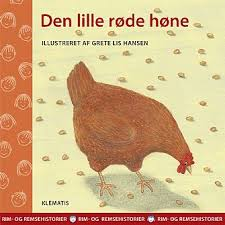 Den lille røde høne
ILLUSTRERET AF GRETE LIS HANSEN
KLEMATIS
RIM- OG REMSEHISTORIER RIM- OG REMSEHISTORIER RIM- OG REMSEHISTORIER